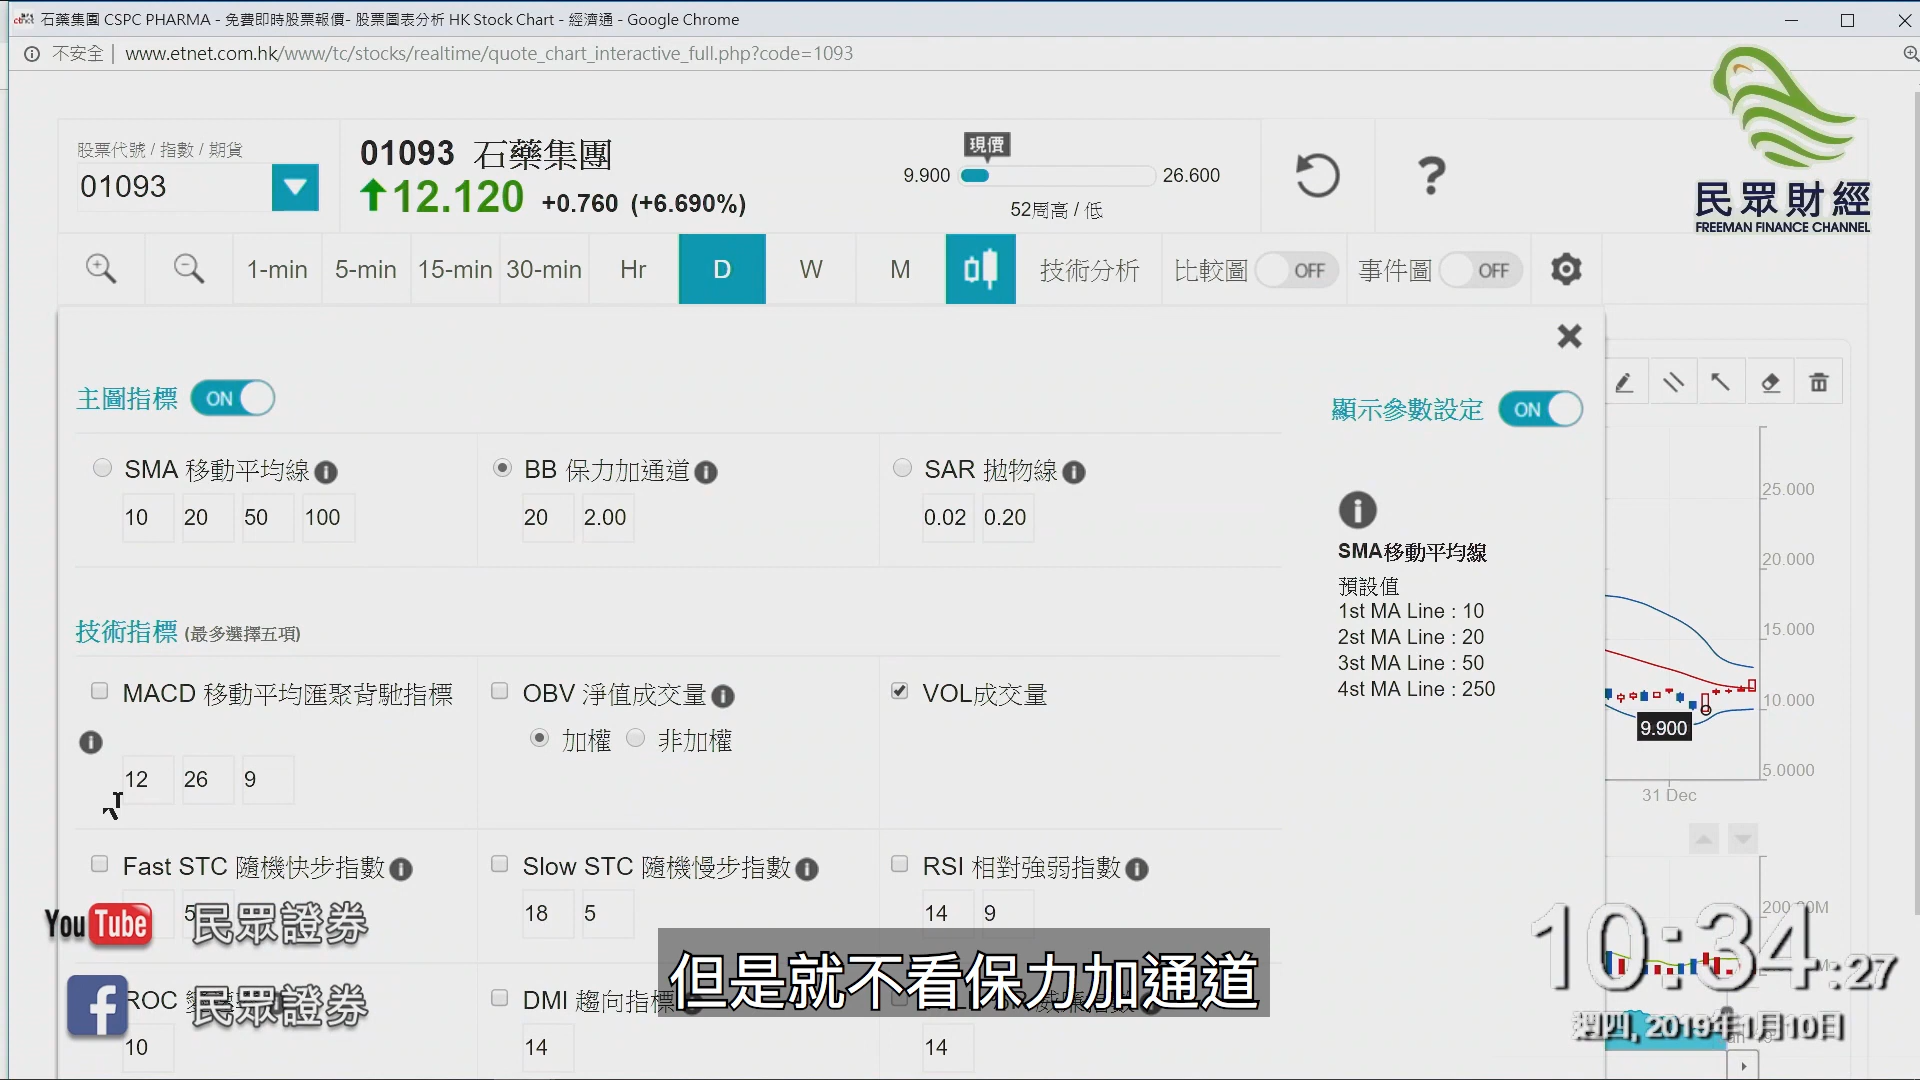 石藥集團 CSPC PHARMA - 免費即時股票報價- 股票圖表分析 HK Stock Chart - 經濟通 - Google Chrome
不安全 | www.etnet.com.hk/www/tc/stocks/realtime/quote_chart_interactive_full.php?code=1093
民眾財經
FREEMAN FINANCE CHANNEL
股票代號 / 指數 / 期貨
01093
01093 石藥集團
12.120 +0.760 (+6.690%)
現價
9.900 26.600
52周高 / 低
?
1-min 5-min 15-min 30-min Hr D W M 技術分析 比較圖 OFF 事件圖 OFF
主圖指標 ON
顯示參數設定 ON
SMA 移動平均線 BB 保力加通道 SAR 拋物線
10 20 50 100 20 2.00 0.02 0.20
SMA移動平均線
預設值
1st MA Line : 10
2st MA Line : 20
3st MA Line : 50
4st MA Line : 250
技術指標 (最多選擇五項)
MACD 移動平均匯聚背馳指標 OBV 淨值成交量 VOL成交量
加權 非加權
12 26 9
Fast STC 隨機快步指數 Slow STC 隨機慢步指數 RSI 相對強弱指數
5 18 5 14 9
ROC DMI 趨向指標
10 14 14
25.000
20.000
15.000
10.000
5.0000
9.900
31 Dec
YouTube 民眾證券
f 民眾證券
但是就不看保力加通道
10:34:27
週四, 2019年1月10日